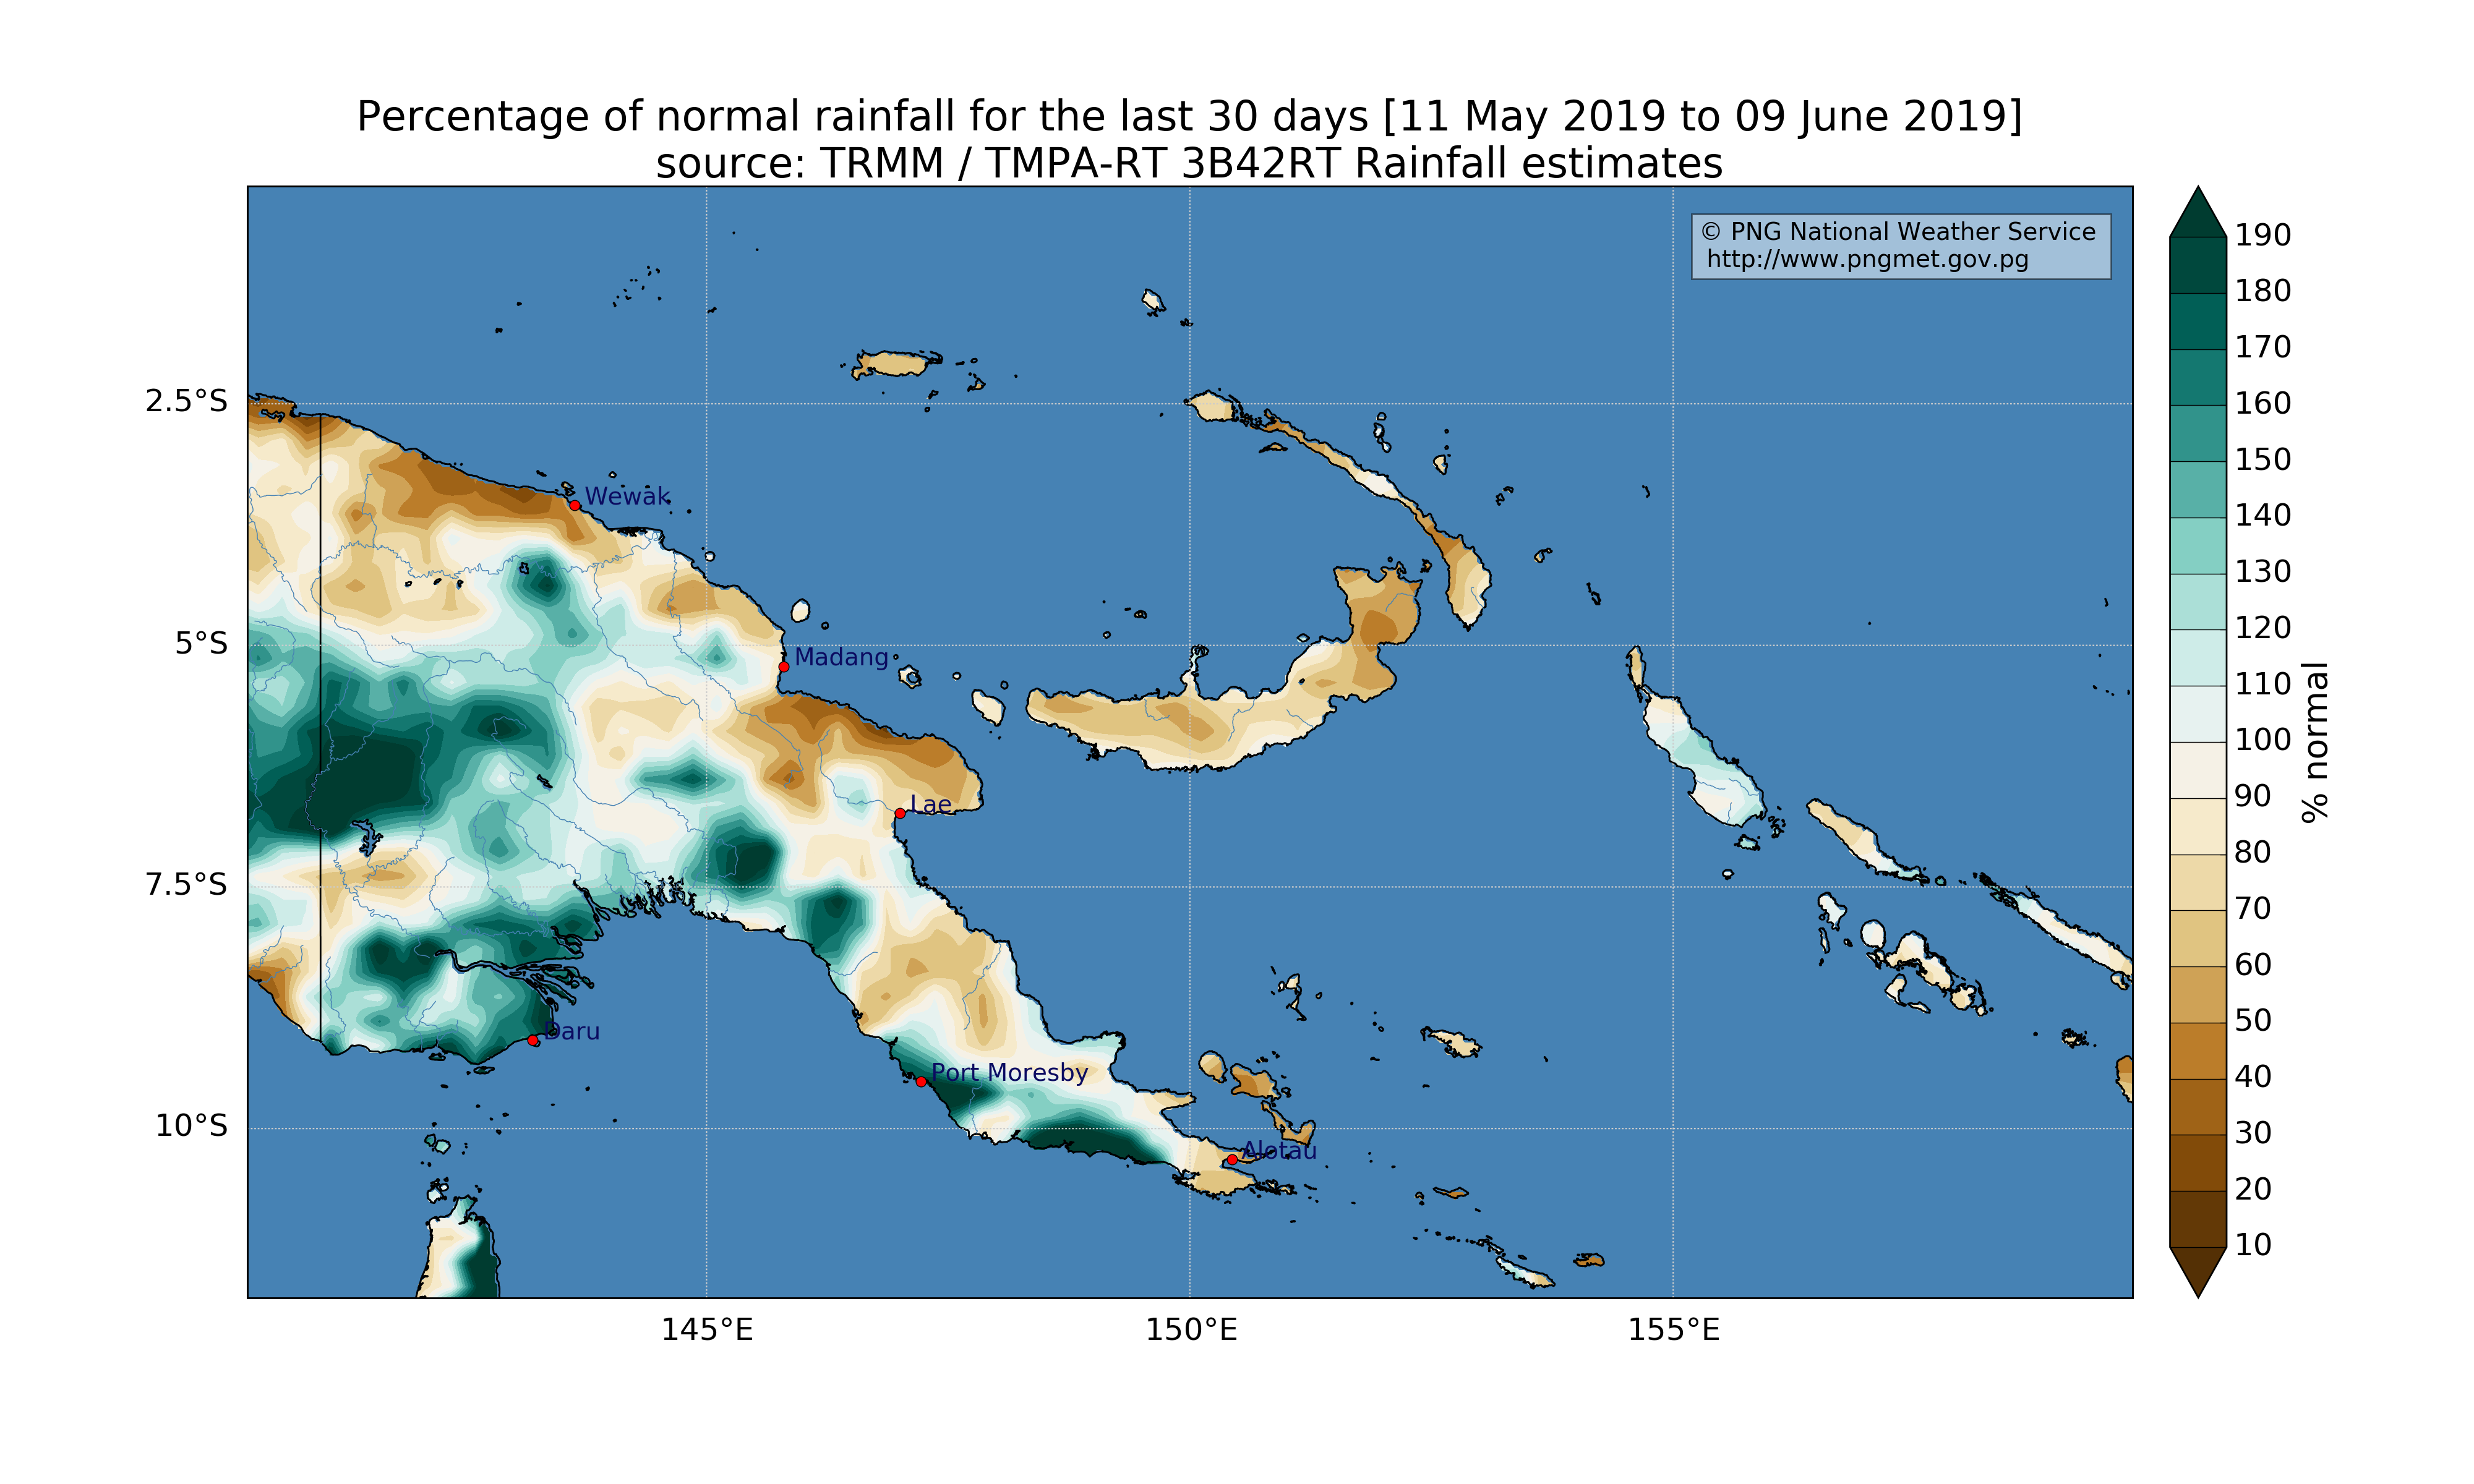 Percentage of normal rainfall for the last 30 days [11 May 2019 to 09 June 2019]
source: TRMM / TMPA-RT 3B42RT Rainfall estimates
© PNG National Weather Service
http://www.pngmet.gov.pg
2.5°S
5°S
7.5°S
10°S
145°E
150°E
155°E
Wewak
Madang
Lae
Daru
Port Moresby
Alotau
190
180
170
160
150
140
130
120
110
100
90
80
70
60
50
40
30
20
10
% normal